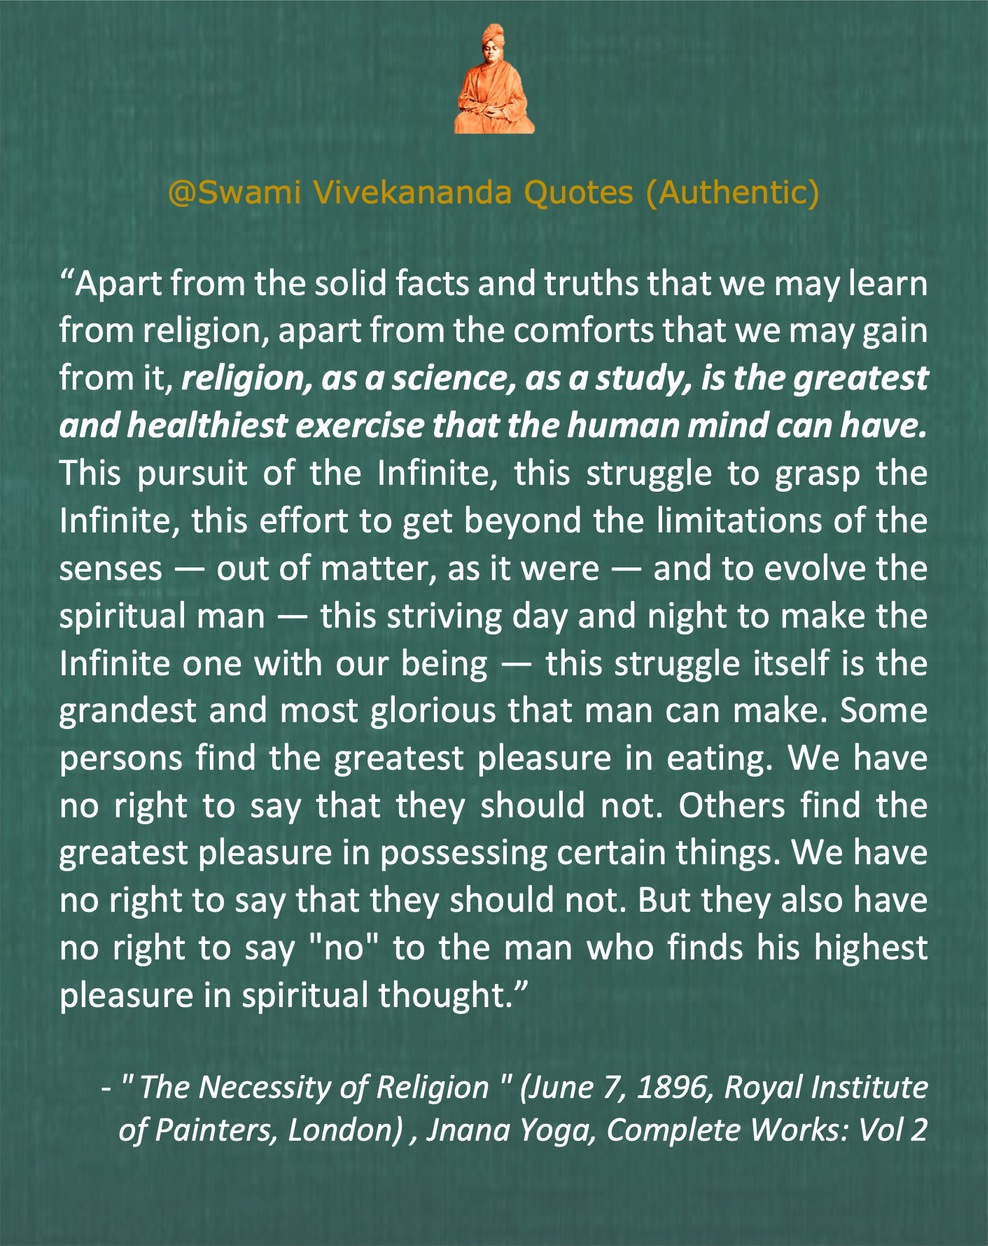 @Swami Vivekananda Quotes (Authentic)
“Apart from the solid facts and truths that we may learn
from religion, apart from the comforts that we may gain
from it, religion, as a science, as a study, is the greatest
and healthiest exercise that the human mind can have.
This pursuit of the Infinite, this struggle to grasp the
Infinite, this effort to get beyond the limitations of the
senses — out of matter, as it were — and to evolve the
spiritual man — this striving day and night to make the
Infinite one with our being — this struggle itself is the
grandest and most glorious that man can make. Some
persons find the greatest pleasure in eating. We have
no right to say that they should not. Others find the
greatest pleasure in possessing certain things. We have
no right to say that they should not. But they also have
no right to say "no" to the man who finds his highest
pleasure in spiritual thought.”
- " The Necessity of Religion " (June 7, 1896, Royal Institute
of Painters, London) , Jnana Yoga, Complete Works: Vol 2